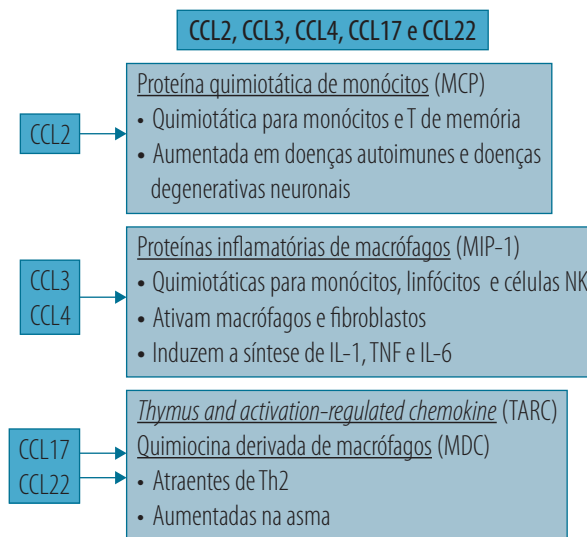 CCL2, CCL3, CCL4, CCL17 e CCL22
CCL2
Proteína quimiotática de monócitos (MCP)
• Quimiotática para monócitos e T de memória
• Aumentada em doenças autoimunes e doenças
degenerativas neuronais
CCL3
CCL4
Proteínas inflamatórias de macrófagos (MIP-1)
• Quimiotáticas para monócitos, linfócitos e células NK
• Ativam macrófagos e fibroblastos
• Induzem a síntese de IL-1, TNF e IL-6
CCL17
CCL22
Thymus and activation-regulated chemokine (TARC)
Quimiocina derivada de macrófagos (MDC)
• Atraentes de Th2
• Aumentadas na asma